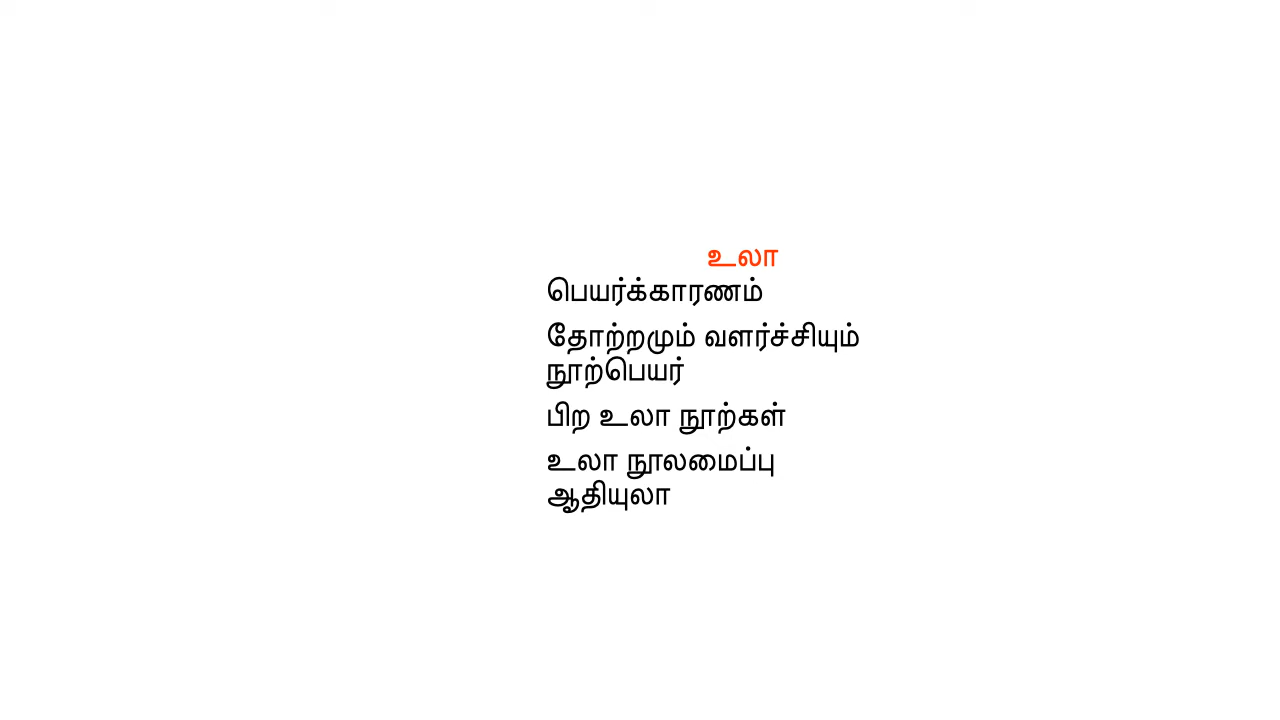 உலா
பெயர்க்காரணம்
தோற்றமும் வளர்ச்சியும்
நூற்பெயர்
பிற உலா நூற்கள்
உலா நூலமைப்பு
ஆதியுலா